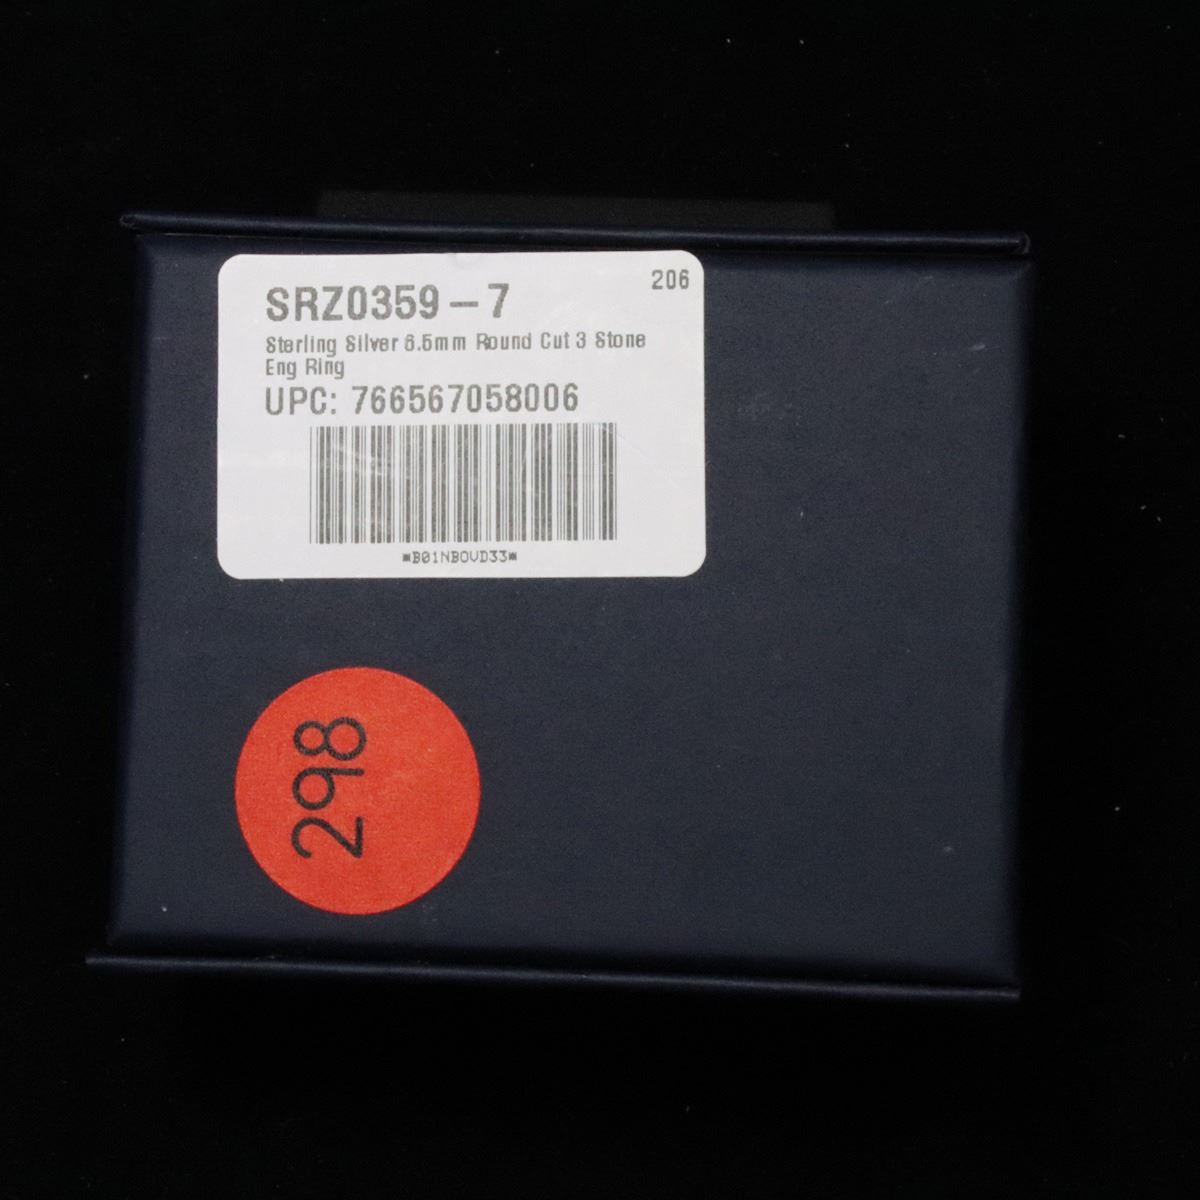 206
SRZ0359-7
Sterling Silver 6.5mm Round Cut 3 Stone
Eng Ring
UPC: 766567058006
*B01NBOVD33*
298